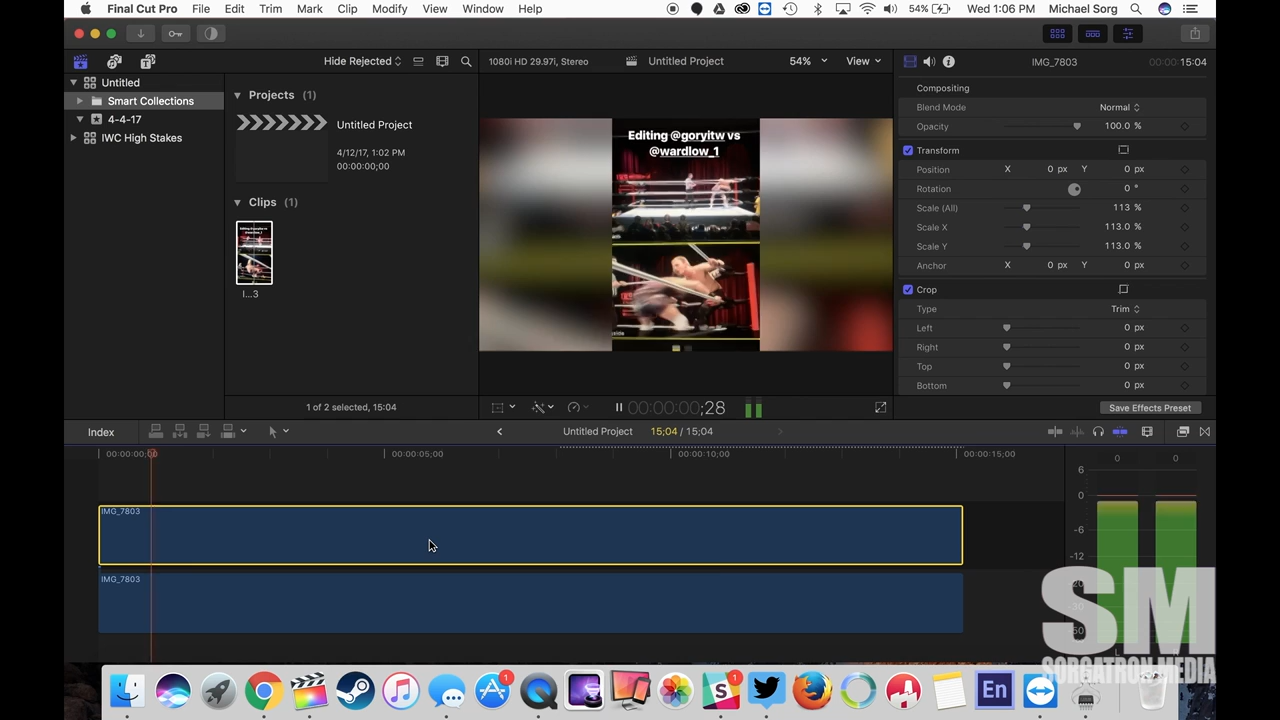 Final Cut Pro File Edit Trim Mark Clip Modify View Window Help 54% Wed 1:06 PM Michael Sorg
Hide Rejected 1080i HD 29.97i, Stereo Untitled Project 54% View IMG_7803 00:00 15:04
Untitled
Smart Collections
4-4-17
IWC High Stakes
Projects (1)
Untitled Project
4/12/17, 1:02 PM
00:00:00;00
Clips (1)
I...3
1 of 2 selected, 15:04
Editing @goryitw vs
@wardlow_1
00:00:00;28
Compositing
Blend Mode Normal
Opacity 100.0 %
Transform
Position X 0 px Y 0 px
Rotation 0 °
Scale (All) 113 %
Scale X 113.0 %
Scale Y 113.0 %
Anchor X 0 px Y 0 px
Crop
Type Trim
Left 0 px
Right 0 px
Top 0 px
Bottom 0 px
Save Effects Preset
Index Untitled Project 15;04 / 15;04
00:00:00;00 00:00:05;00 00:00:10;00 00:00:15;00
IMG_7803
IMG_7803
0 0
6
0
-6
-12
SM
SORGATRON MEDIA
1 1 En